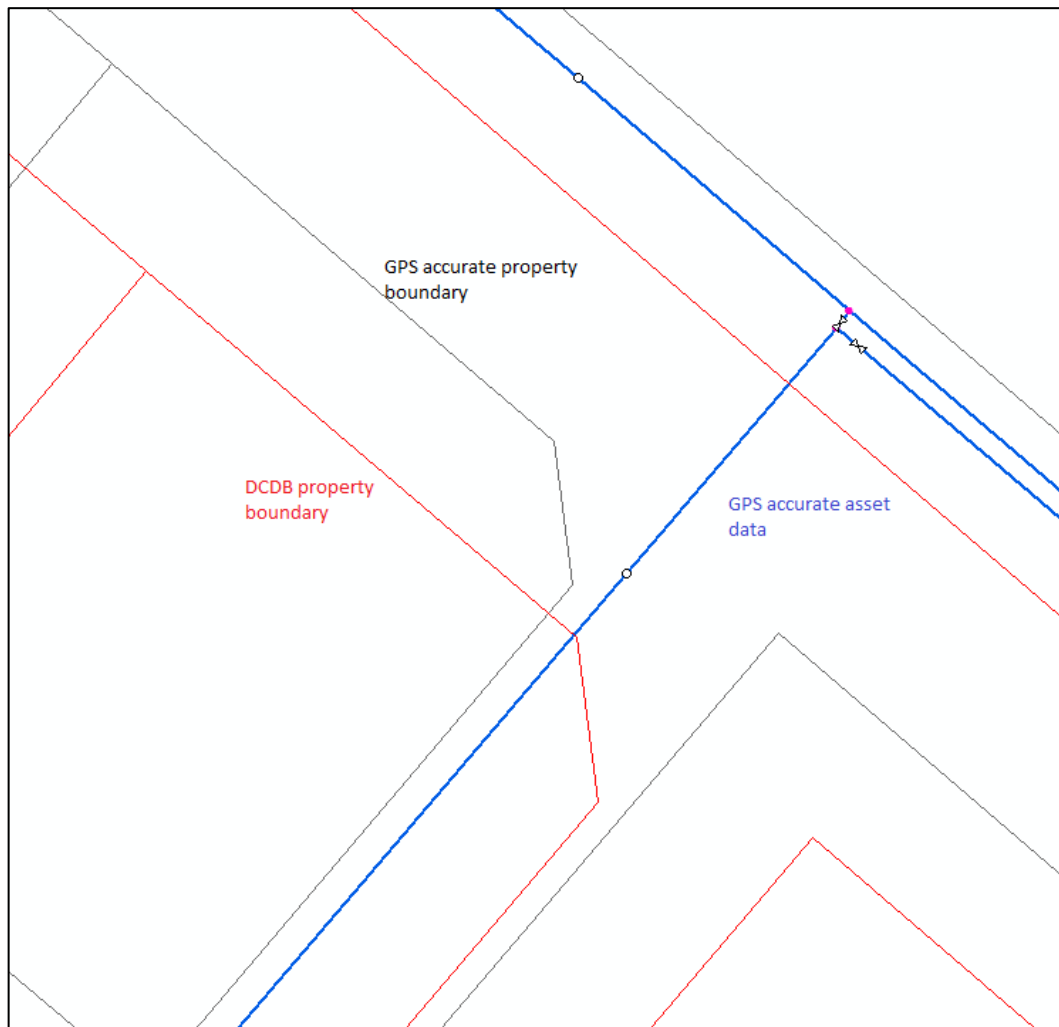 GPS accurate property
boundary
DCDB property
boundary
GPS accurate asset
data